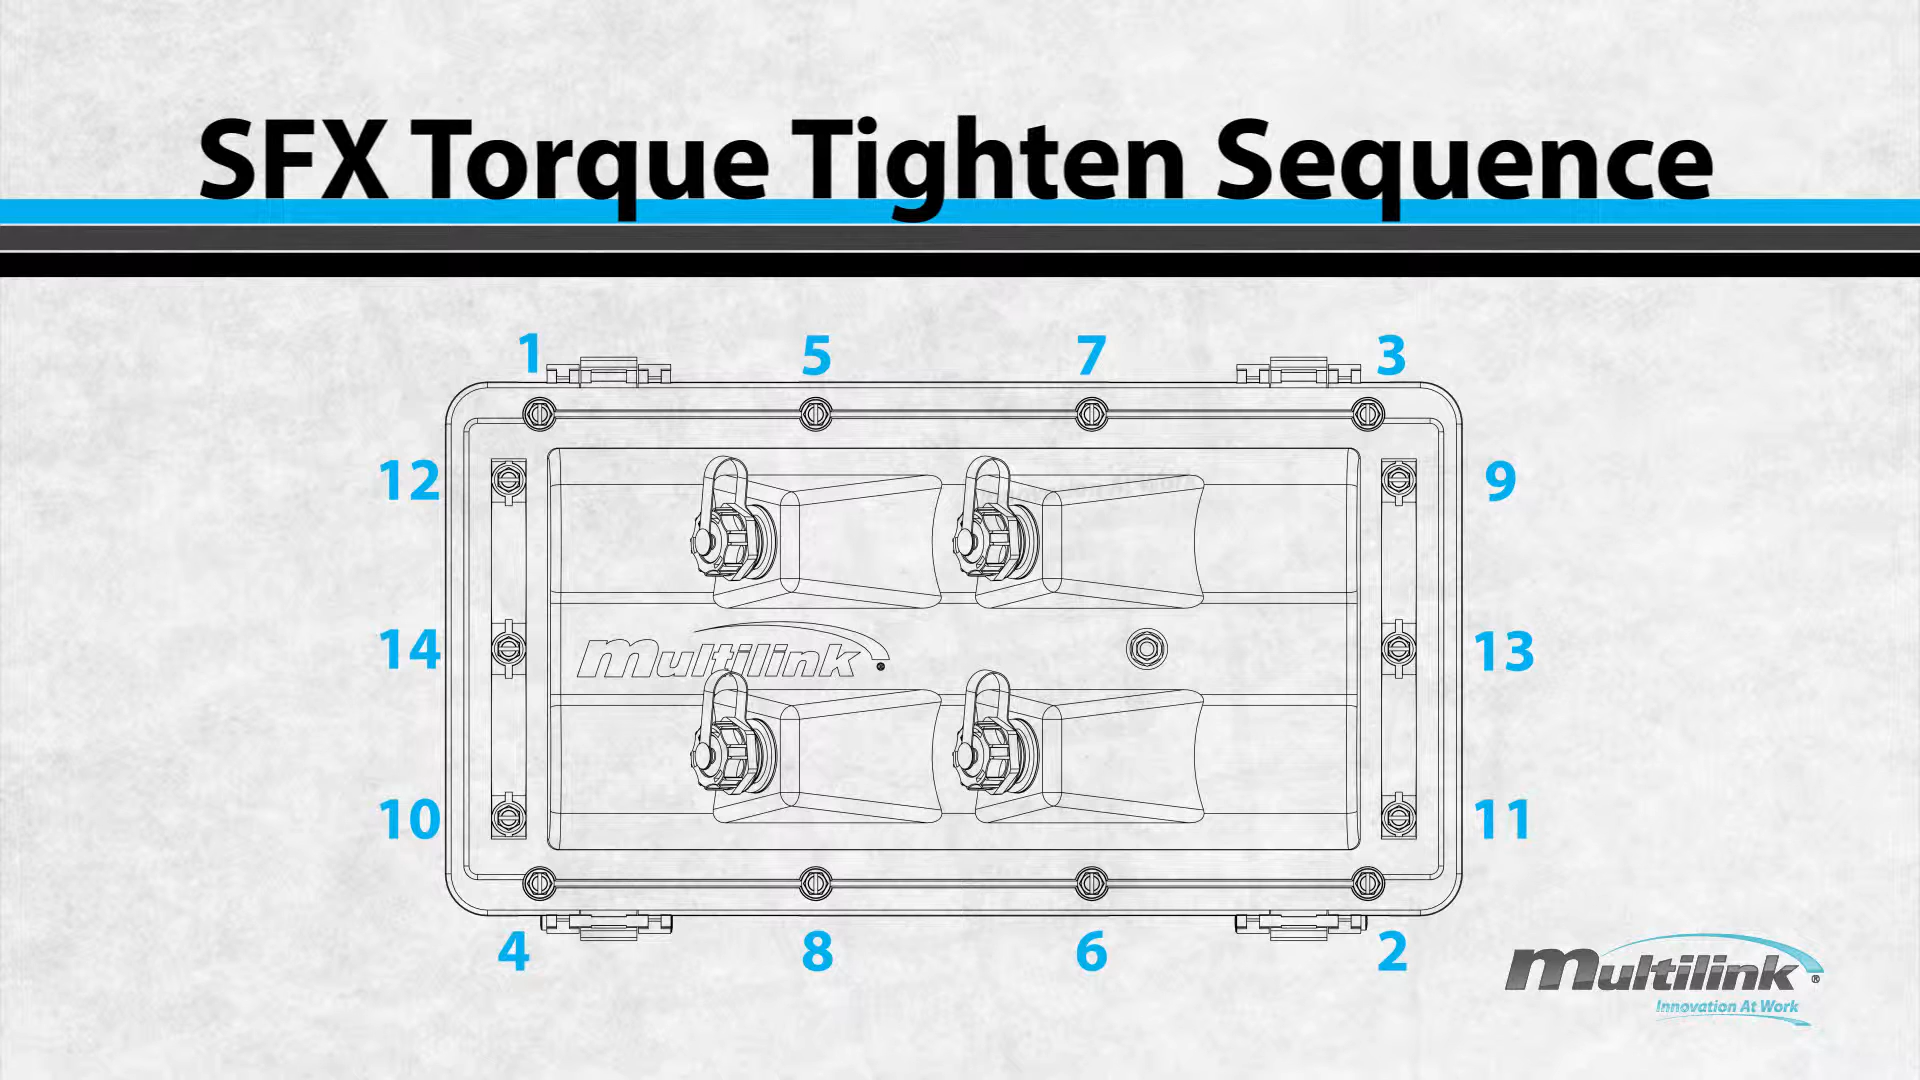 SFX Torque Tighten Sequence
1 5 7 3
12 9
14 13
Multilink
10 11
4 8 6 2
Multilink®
Innovation At Work